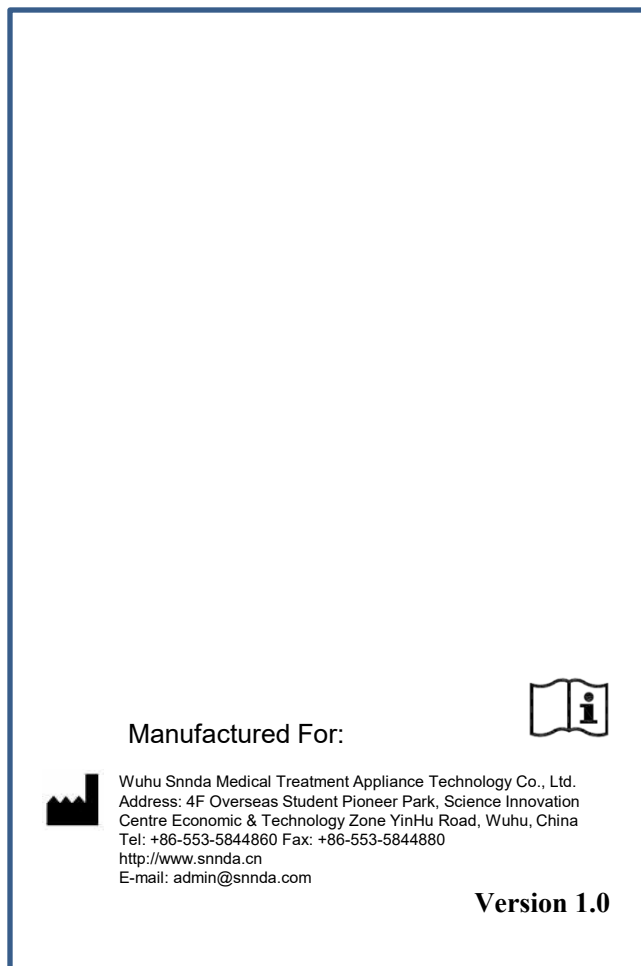 Manufactured For:
Wuhu Snnda Medical Treatment Appliance Technology Co., Ltd.
Address: 4F Overseas Student Pioneer Park, Science Innovation
Centre Economic & Technology Zone YinHu Road, Wuhu, China
Tel: +86-553-5844860 Fax: +86-553-5844880
http://www.snnda.cn
E-mail: admin@snnda.com
Version 1.0